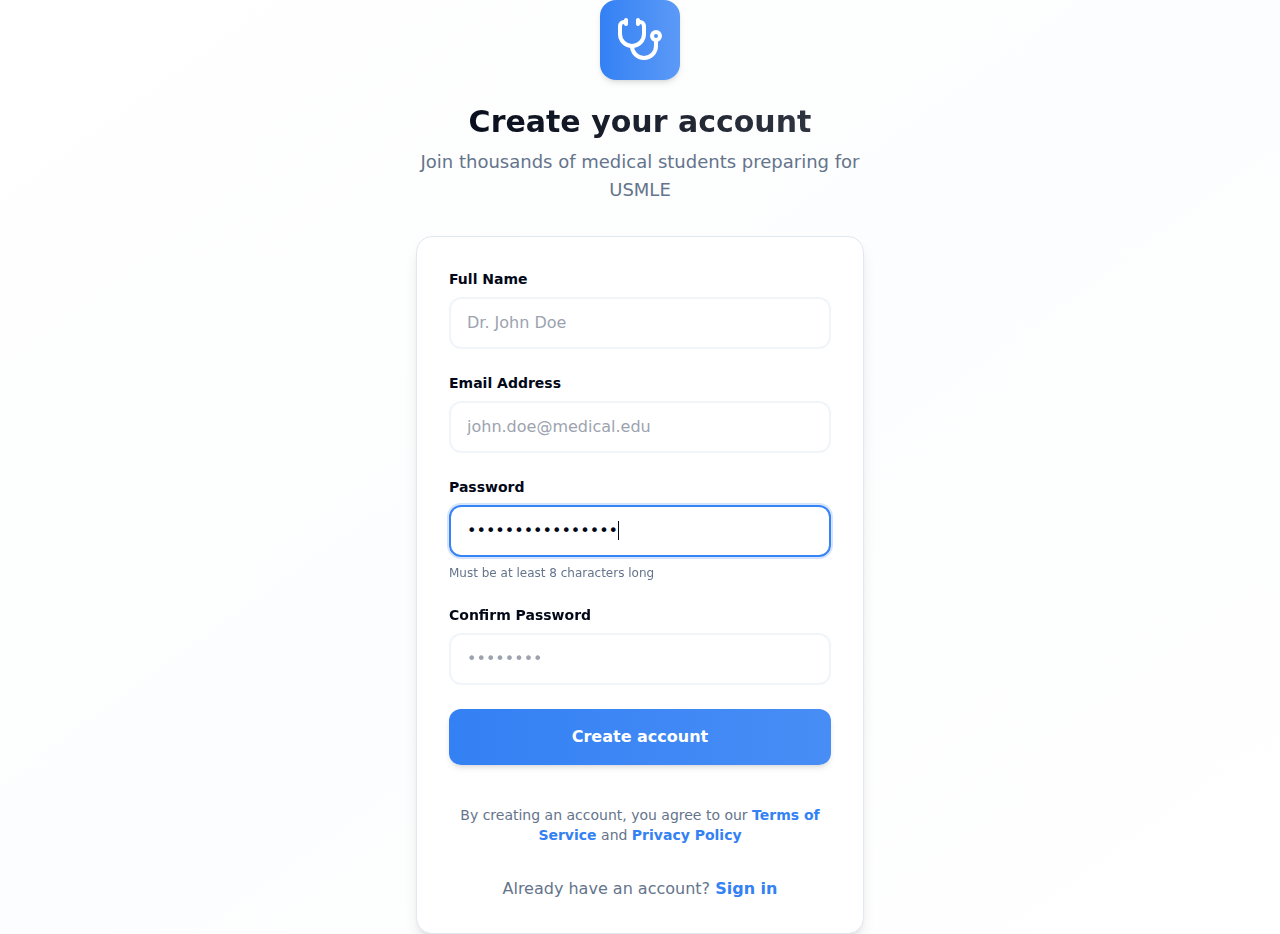 Create your account
Join thousands of medical students preparing for
USMLE
Full Name
Dr. John Doe
Email Address
john.doe@medical.edu
Password
••••••••••••••••
Must be at least 8 characters long
Confirm Password
••••••••
Create account
By creating an account, you agree to our Terms of
Service and Privacy Policy
Already have an account? Sign in